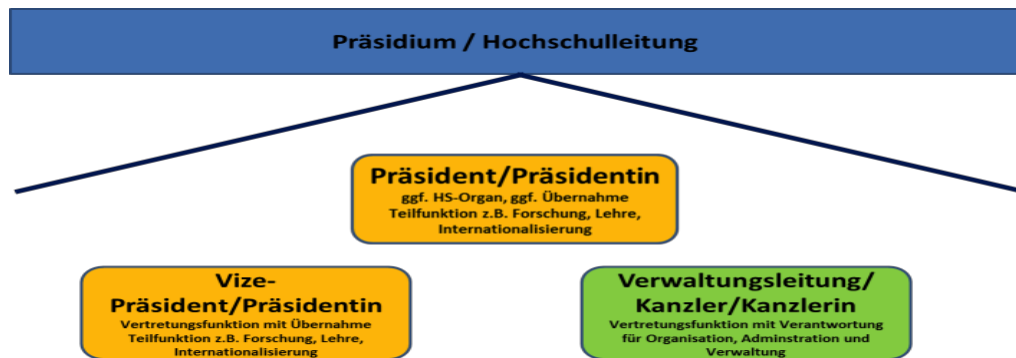 Präsidium / Hochschulleitung
Präsident/Präsidentin
ggf. HS-Organ, ggf. Übernahme
Teilfunktion z.B. Forschung, Lehre,
Internationalisierung
Vize-
Präsident/Präsidentin
Vertretungsfunktion mit Übernahme
Teilfunktion z.B. Forschung, Lehre,
Internationalisierung
Verwaltungsleitung/
Kanzler/Kanzlerin
Vertretungsfunktion mit Verantwortung
für Organisation, Adminstration und
Verwaltung